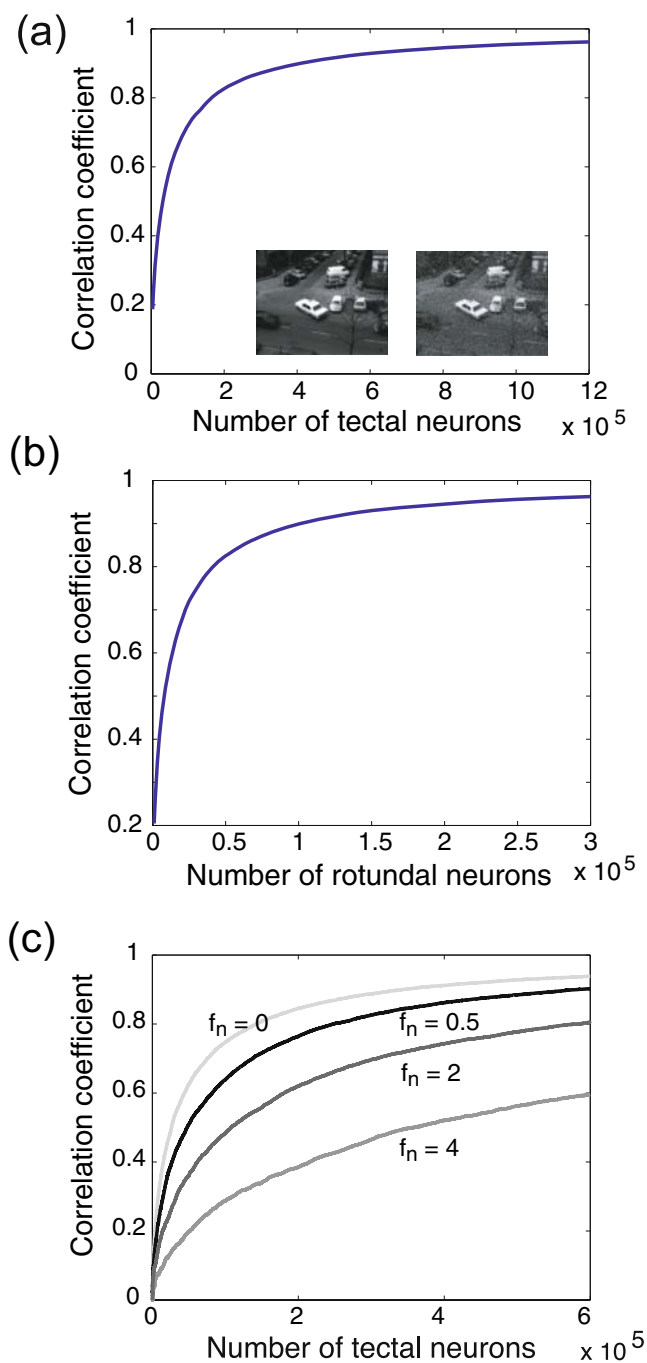 (a)
Correlation coefficient
1
0.8
0.6
0.4
0.2
0
0 2 4 6 8 10 12
Number of tectal neurons
x 10^5
(b)
Correlation coefficient
1
0.8
0.6
0.4
0.2
0 0.5 1 1.5 2 2.5 3
Number of rotundal neurons
x 10^5
(c)
Correlation coefficient
1
0.8
0.6
0.4
0.2
0
f_n = 0
f_n = 0.5
f_n = 2
f_n = 4
0 2 4 6
Number of tectal neurons
x 10^5